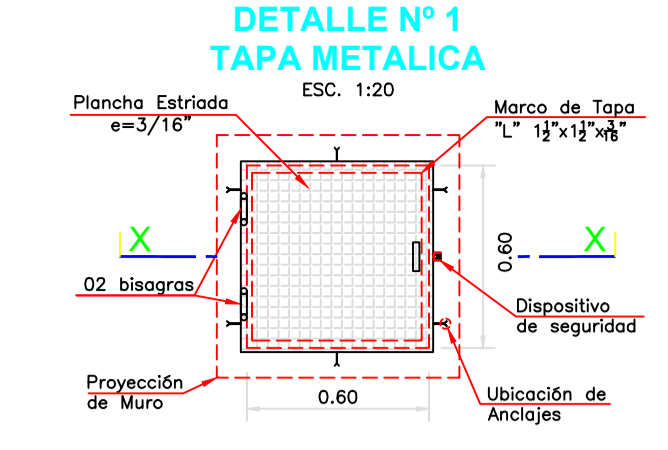 DETALLE Nº 1
TAPA METALICA
ESC. 1:20
Plancha Estriada
e=3/16"
Marco de Tapa
"L" 1½"x1½"x3/16"
X
X
0.60
02 bisagras
Dispositivo
de seguridad
Proyección
de Muro
0.60
Ubicación de
Anclajes